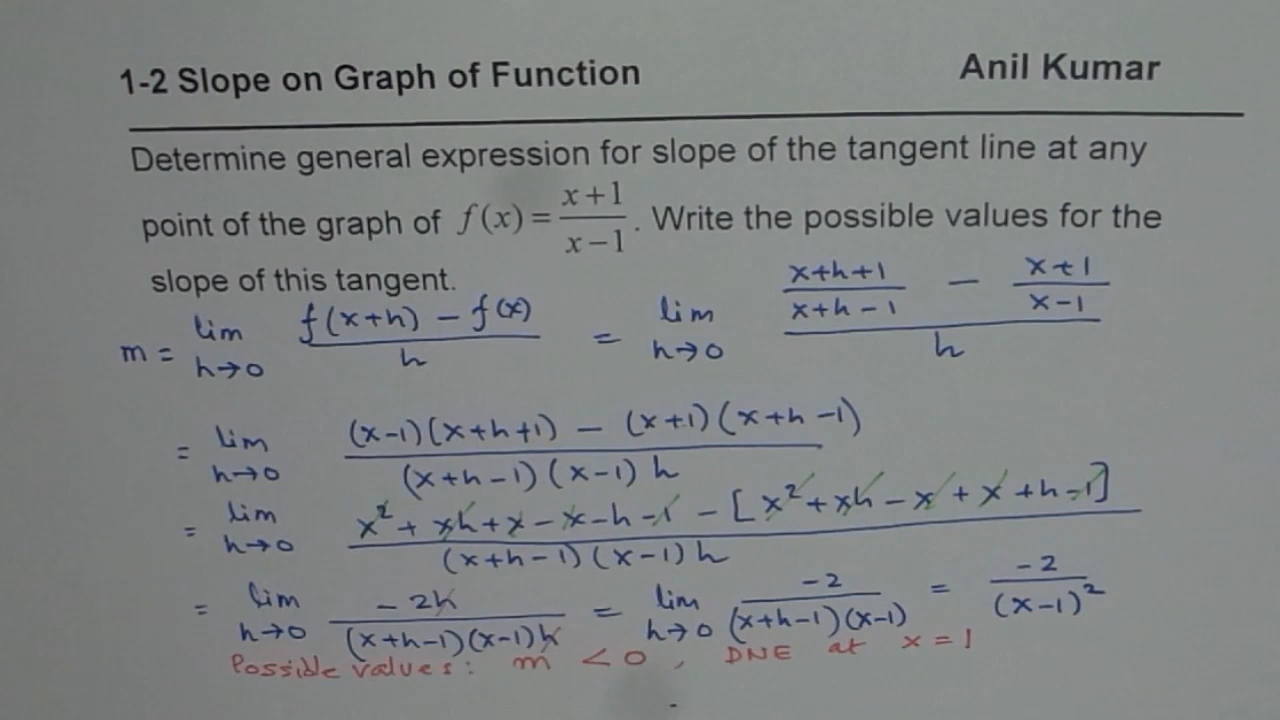 1-2 Slope on Graph of Function Anil Kumar
Determine general expression for slope of the tangent line at any
point of the graph of f(x) = (x+1)/(x−1). Write the possible values for the
slope of this tangent.
m = lim h→0 (f(x+h) − f(x))/h = lim h→0 ((x+h+1)/(x+h−1) − (x+1)/(x−1))/h
= lim h→0 ((x−1)(x+h+1) − (x+1)(x+h−1))/((x+h−1)(x−1)h)
= lim h→0 (x²+xh+x−x−h−1 − [x²+xh−x+x+h−1])/((x+h−1)(x−1)h)
= lim h→0 −2h/((x+h−1)(x−1)h) = lim h→0 −2/((x+h−1)(x−1)) = −2/(x−1)²
Possible values: m < 0, DNE at x = 1